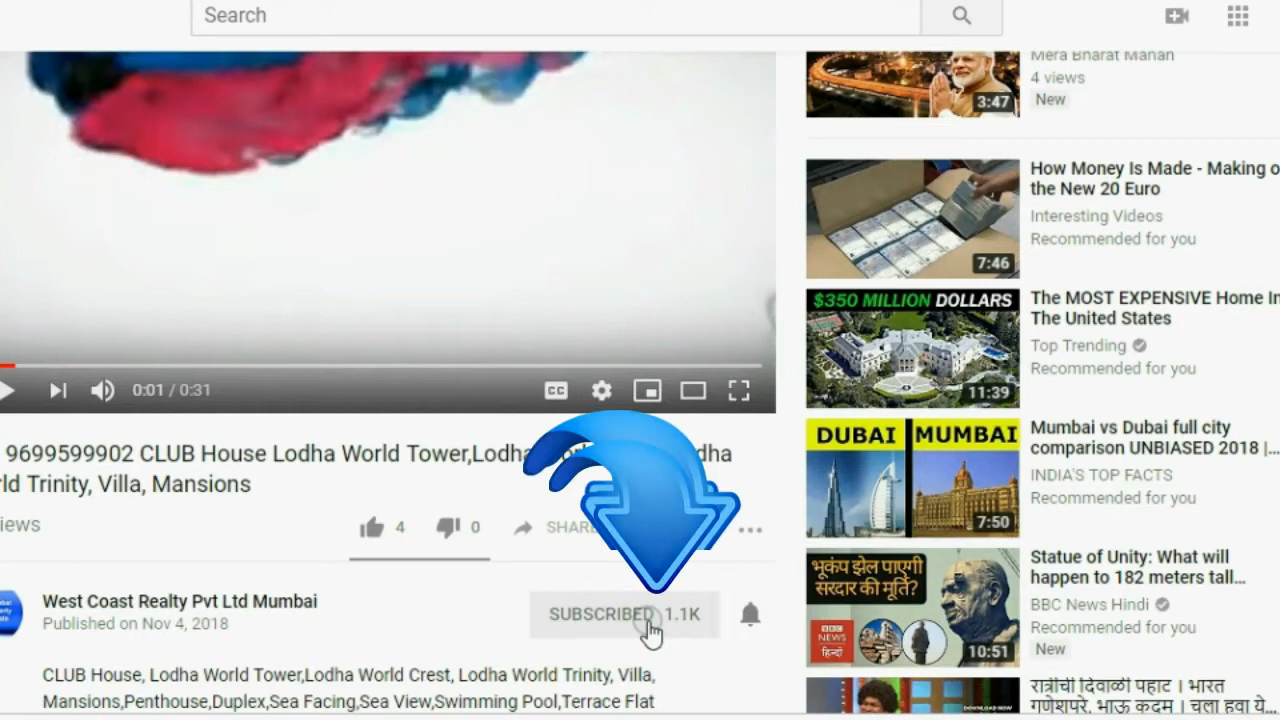 Search
0:01 / 0:31
CC
9699599902 CLUB House Lodha World Tower,Lodha
dha
ld Trinity, Villa, Mansions
iews
4
0
SHARE
West Coast Realty Pvt Ltd Mumbai
Published on Nov 4, 2018
SUBSCRIBED 1.1K
CLUB House, Lodha World Tower,Lodha World Crest, Lodha World Trinity, Villa,
Mansions,Penthouse,Duplex,Sea Facing,Sea View,Swimming Pool,Terrace Flat
Mera Bharat Mahan
4 views
New
3:47
How Money Is Made - Making o
the New 20 Euro
Interesting Videos
Recommended for you
7:46
$350 MILLION DOLLARS
11:39
The MOST EXPENSIVE Home In
The United States
Top Trending
Recommended for you
DUBAI MUMBAI
7:50
Mumbai vs Dubai full city
comparison UNBIASED 2018 |...
INDIA'S TOP FACTS
Recommended for you
भूकंप झेल पाएगी
सरदार की मूर्ति?
BBC
NEWS
हिन्दी
10:51
Statue of Unity: What will
happen to 182 meters tall...
BBC News Hindi
Recommended for you
New
DOWNLOAD NOW
रात्रीची दिवाळी पहाट । भारत
गणेशपुरे, भाऊ कदम । चला हवा ये...